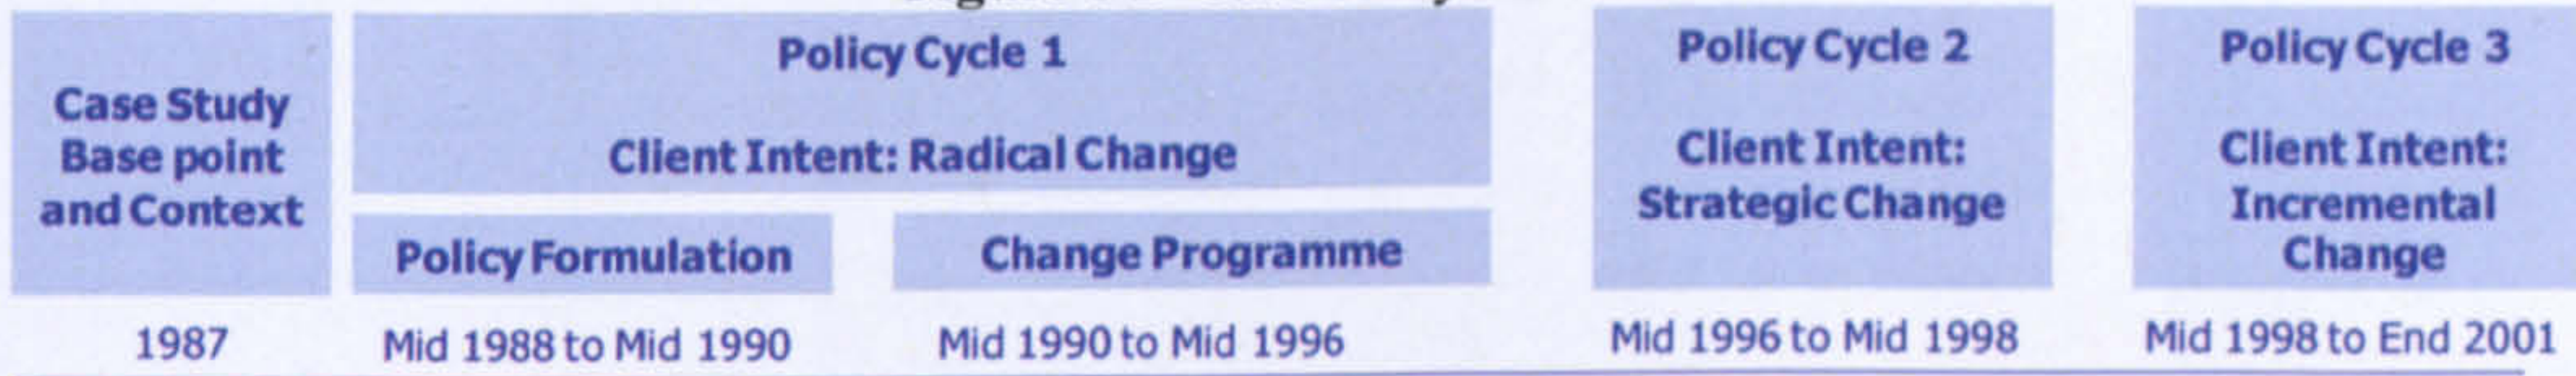 Case Study
Base point
and Context
1987
Policy Cycle 1
Client Intent: Radical Change
Policy Formulation
Mid 1988 to Mid 1990
Change Programme
Mid 1990 to Mid 1996
Policy Cycle 2
Client Intent:
Strategic Change
Mid 1996 to Mid 1998
Policy Cycle 3
Client Intent:
Incremental
Change
Mid 1998 to End 2001